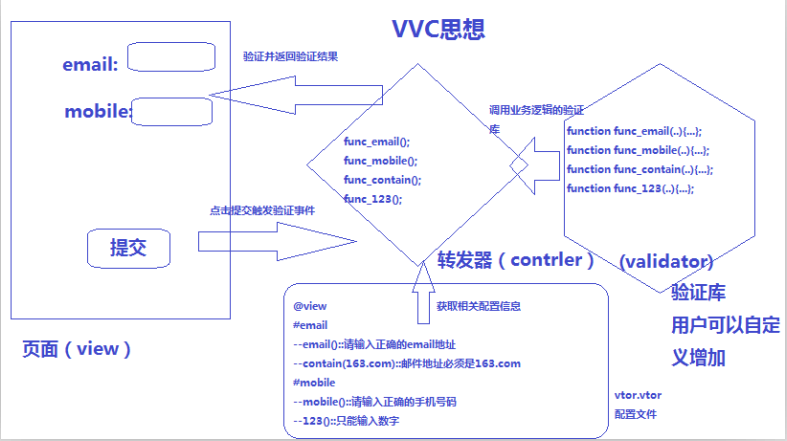 VVC思想
email:
mobile:
提交
页面（view）
验证并返回验证结果
点击提交触发验证事件
func_email();
func_mobile();
func_contain();
func_123();
转发器（contrler）
调用业务逻辑的验证
库
function func_email(..){...};
function func_mobile(..){...};
function func_contain(..){...};
function func_123(..){...};
(validator)
验证库
用户可以自定
义增加
获取相关配置信息
@view
#email
--email()::请输入正确的email地址
--contain(163.com)::邮件地址必须是163.com
#mobile
--mobile()::请输入正确的手机号码
--123()::只能输入数字
vtor.vtor
配置文件